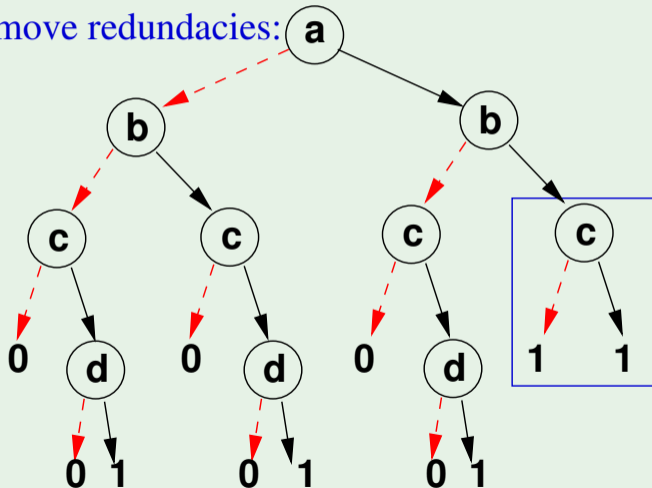 move redundacies: a
b b
c c c c
0 d 0 d 0 d 1 1
0 1 0 1 0 1